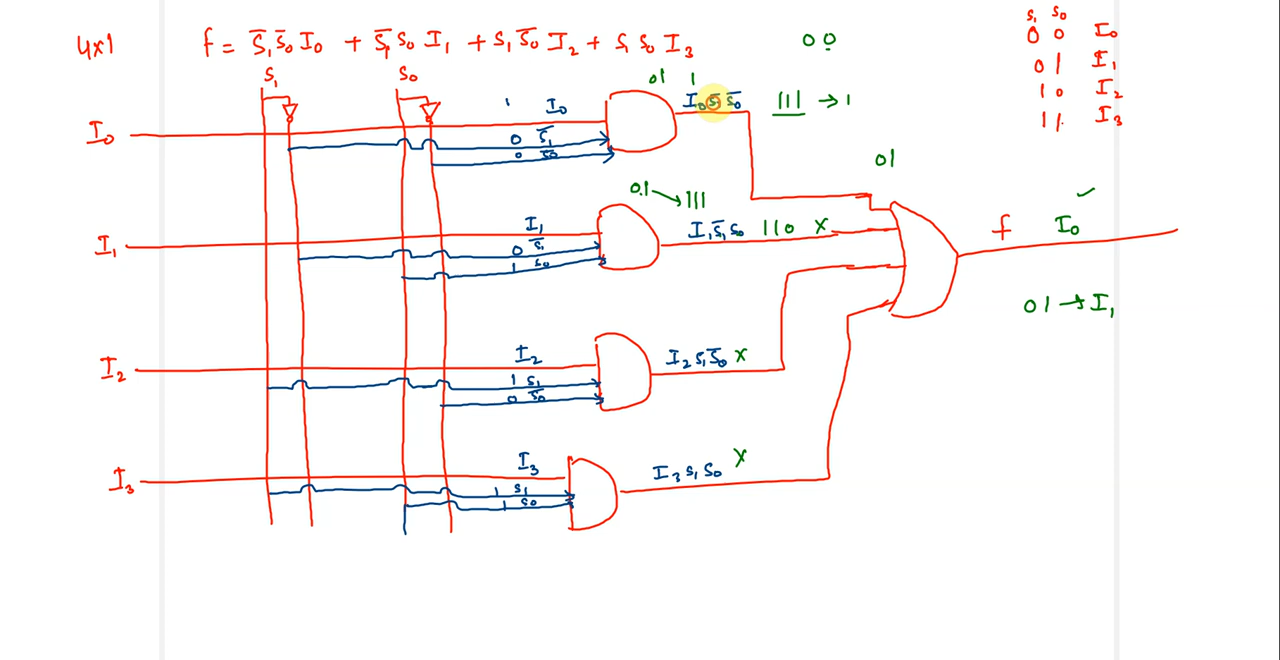 4x1 f = S̅₁S̅₀I₀ + S̅₁S₀I₁ + S₁S̅₀I₂ + S₁S₀I₃
0 0
S₁ S₀
0 0 I₀
0 1 I₁
1 0 I₂
1 1 I₃
S₁ S₀
01 1
I₀ 1 I₀ I₀S̅₁S̅₀ 111 → 1
0 S̅₁
0 S̅₀
01
01 → 111
I₁ I₁ I₁S̅₁S₀ 110 x
0 S̅₁
1 S₀
f I₀ ✓
01 → I₁
I₂ I₂ I₂S₁S̅₀ x
1 S₁
0 S̅₀
I₃ I₃ I₃S₁S₀ x
1 S₁
1 S₀